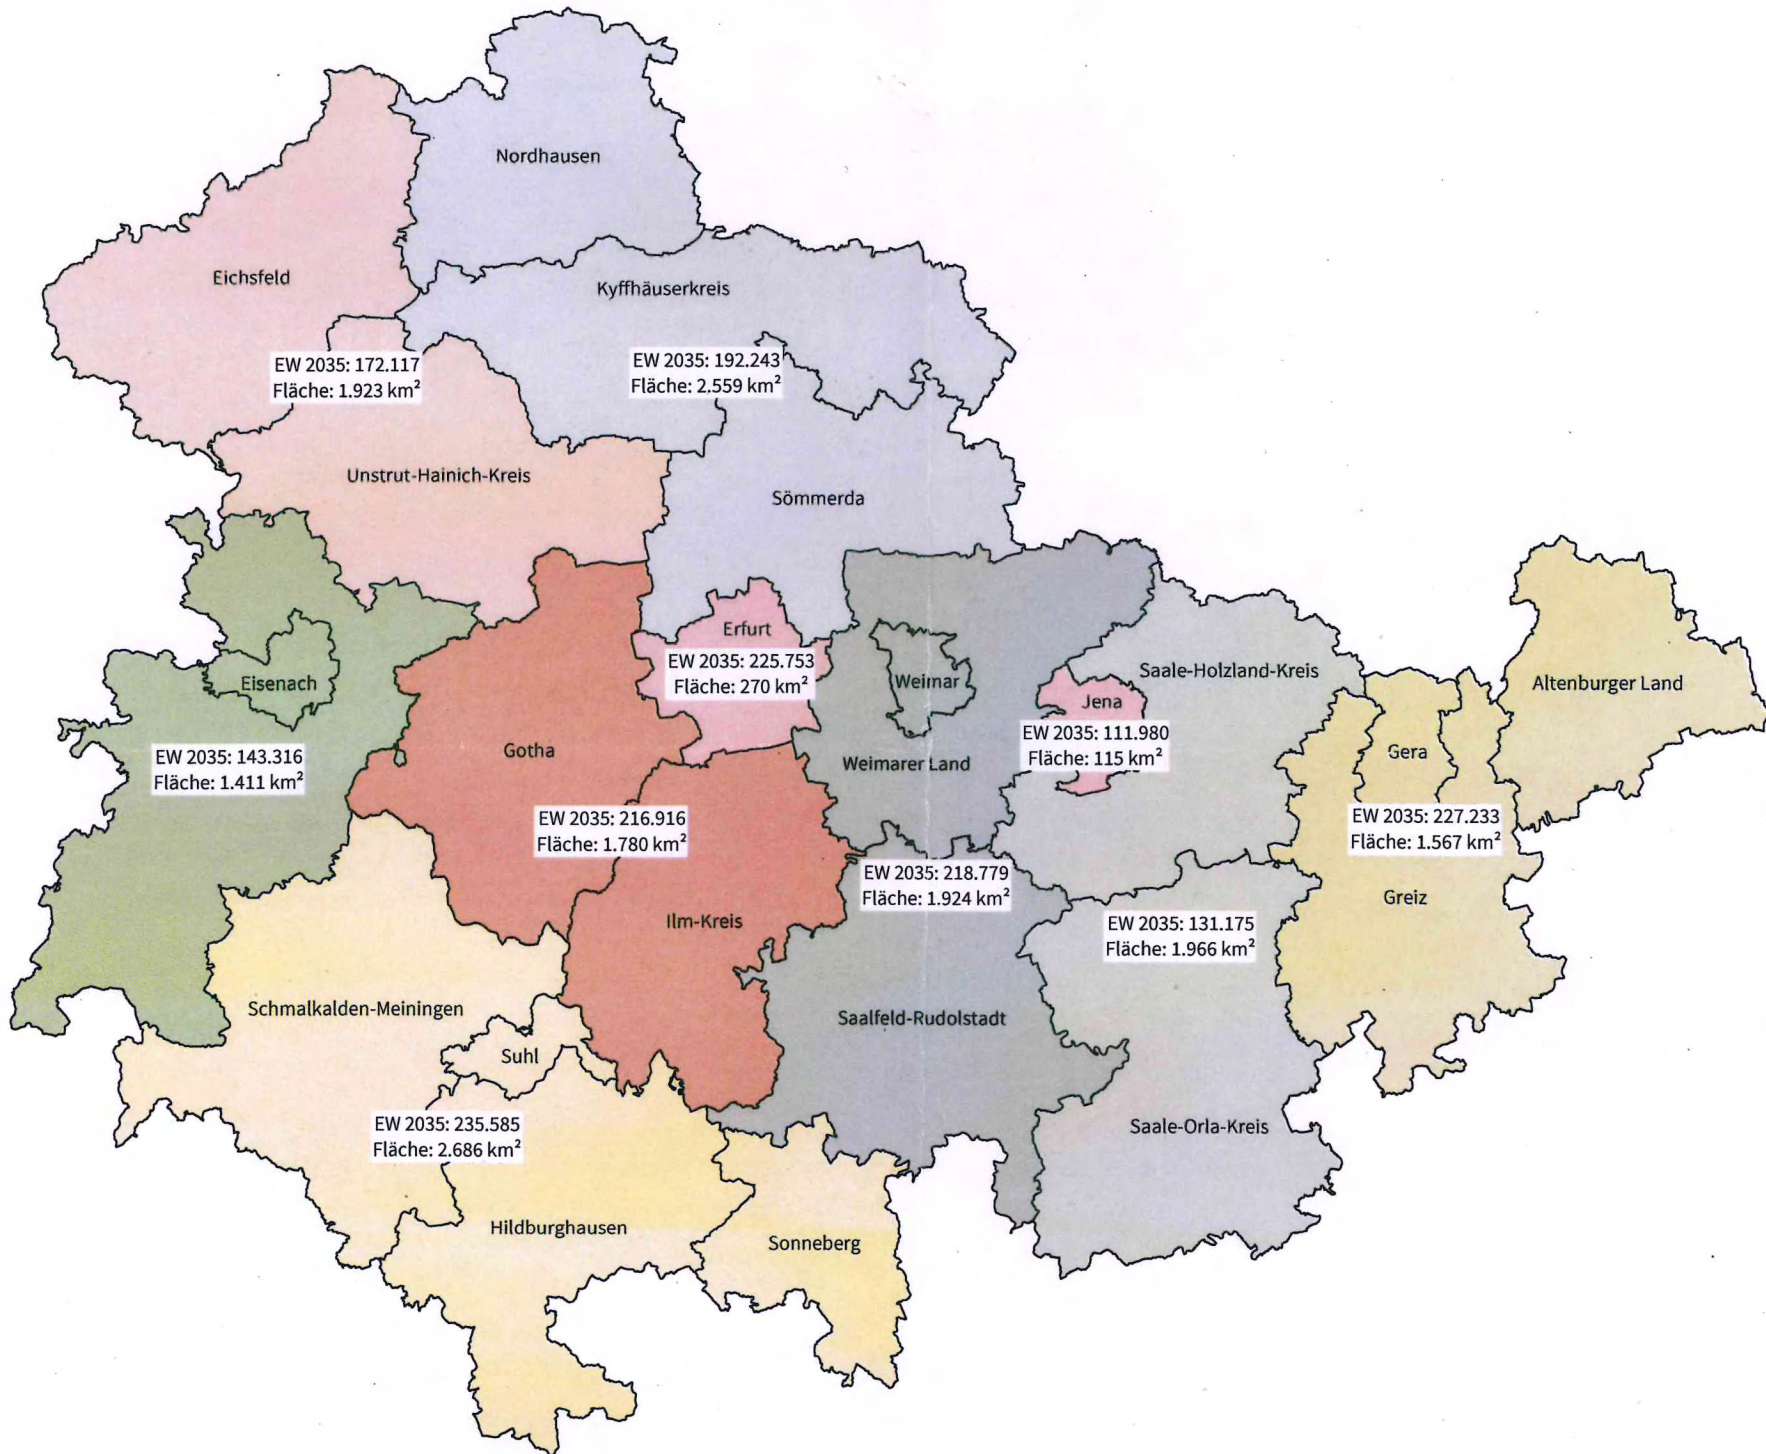 Nordhausen
Eichsfeld
Kyffhäuserkreis
EW 2035: 172.117
Fläche: 1.923 km²
EW 2035: 192.243
Fläche: 2.559 km²
Unstrut-Hainich-Kreis
Sömmerda
Erfurt
EW 2035: 225.753
Fläche: 270 km²
Eisenach
Weimar
Saale-Holzland-Kreis
Altenburger Land
Jena
EW 2035: 111.980
Fläche: 115 km²
EW 2035: 143.316
Fläche: 1.411 km²
Gotha
Weimarer Land
Gera
EW 2035: 216.916
Fläche: 1.780 km²
EW 2035: 227.233
Fläche: 1.567 km²
EW 2035: 218.779
Fläche: 1.924 km²
Greiz
Ilm-Kreis
EW 2035: 131.175
Fläche: 1.966 km²
Schmalkalden-Meiningen
Saalfeld-Rudolstadt
Suhl
EW 2035: 235.585
Fläche: 2.686 km²
Saale-Orla-Kreis
Hildburghausen
Sonneberg